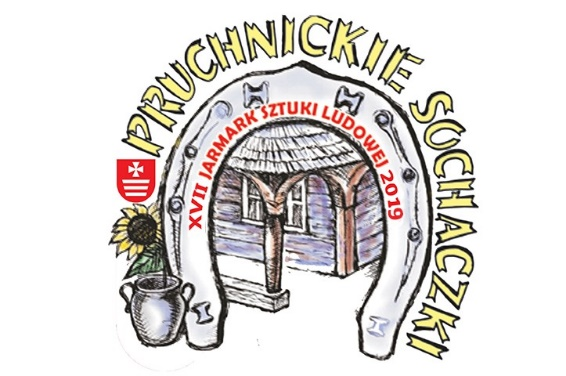 PRUCHNICKIE SOCHACZKI
XVII JARMARK SZTUKI LUDOWEJ 2019